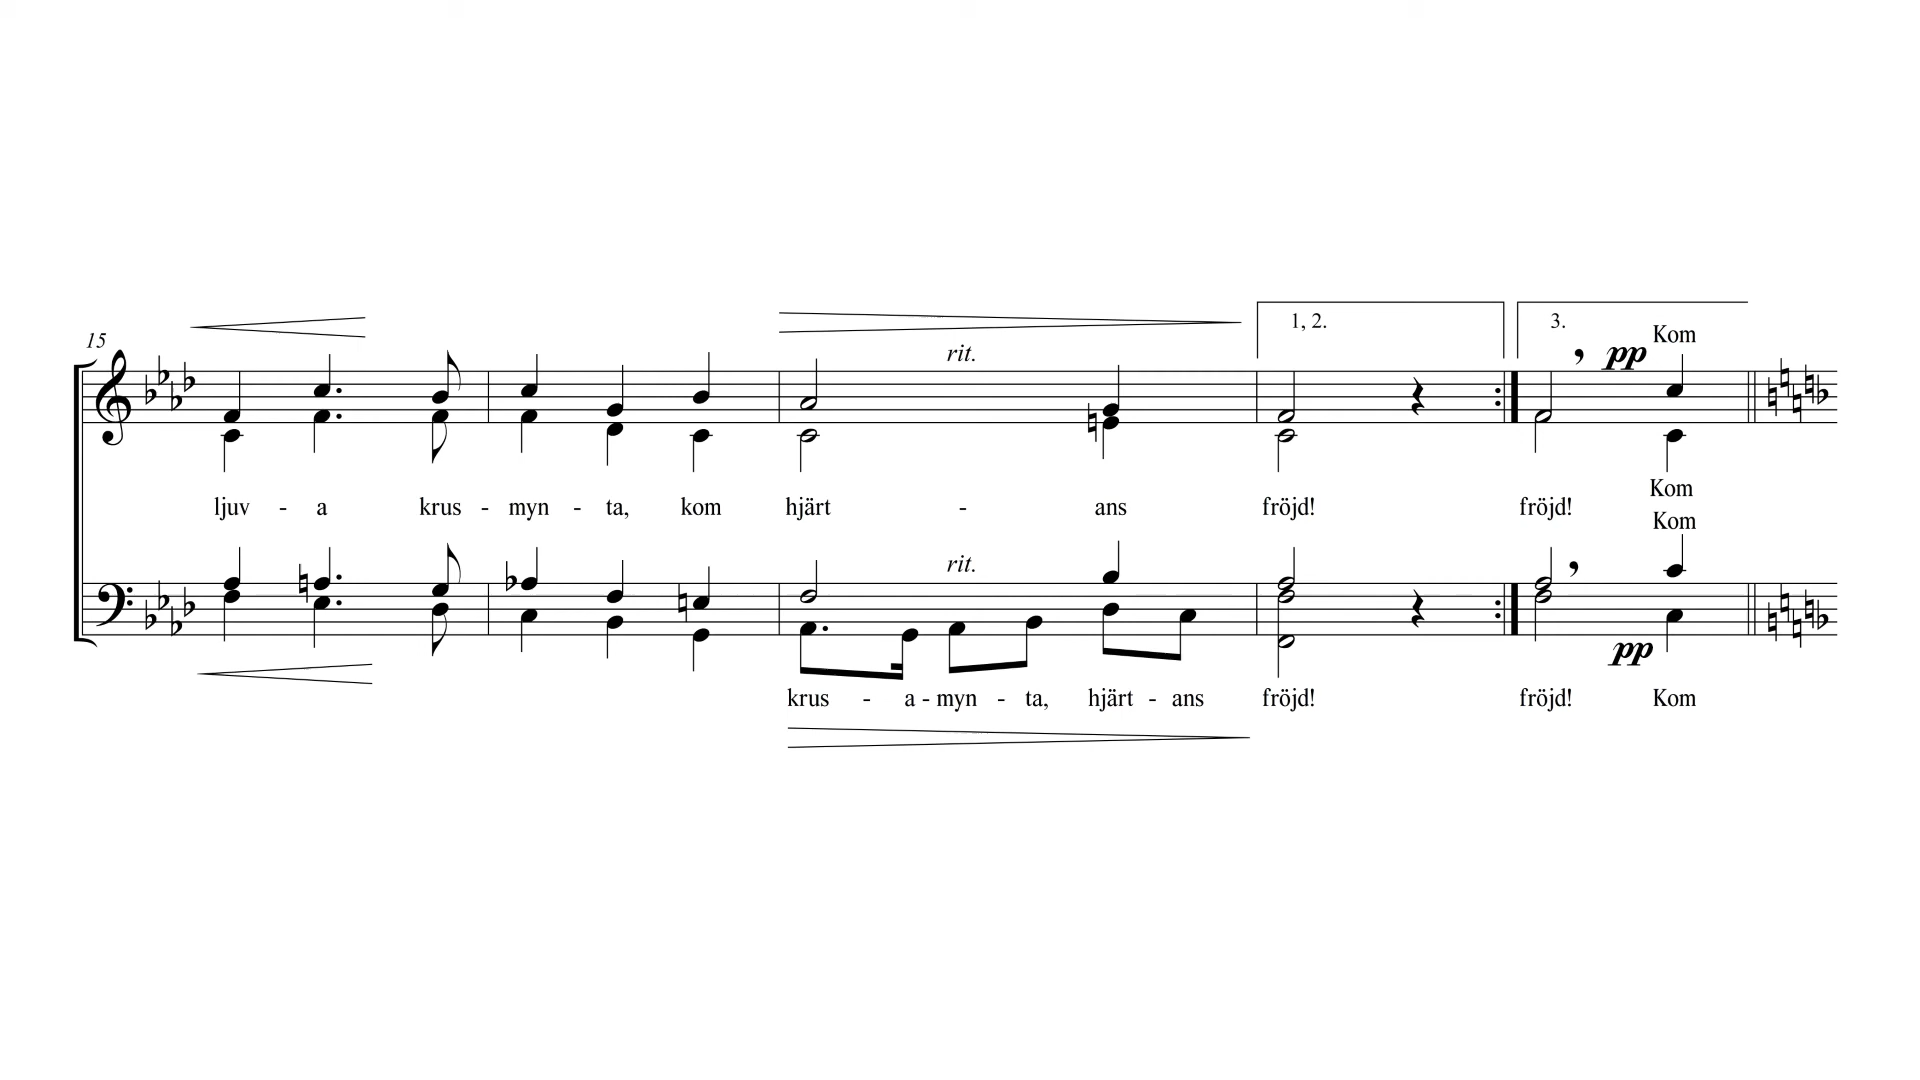 1, 2.
3.
15
Kom
rit.
pp
ljuv - a krus - myn - ta, kom hjärt - ans fröjd! fröjd!
Kom
Kom
rit.
pp
krus - a - myn - ta, hjärt - ans fröjd! fröjd! Kom